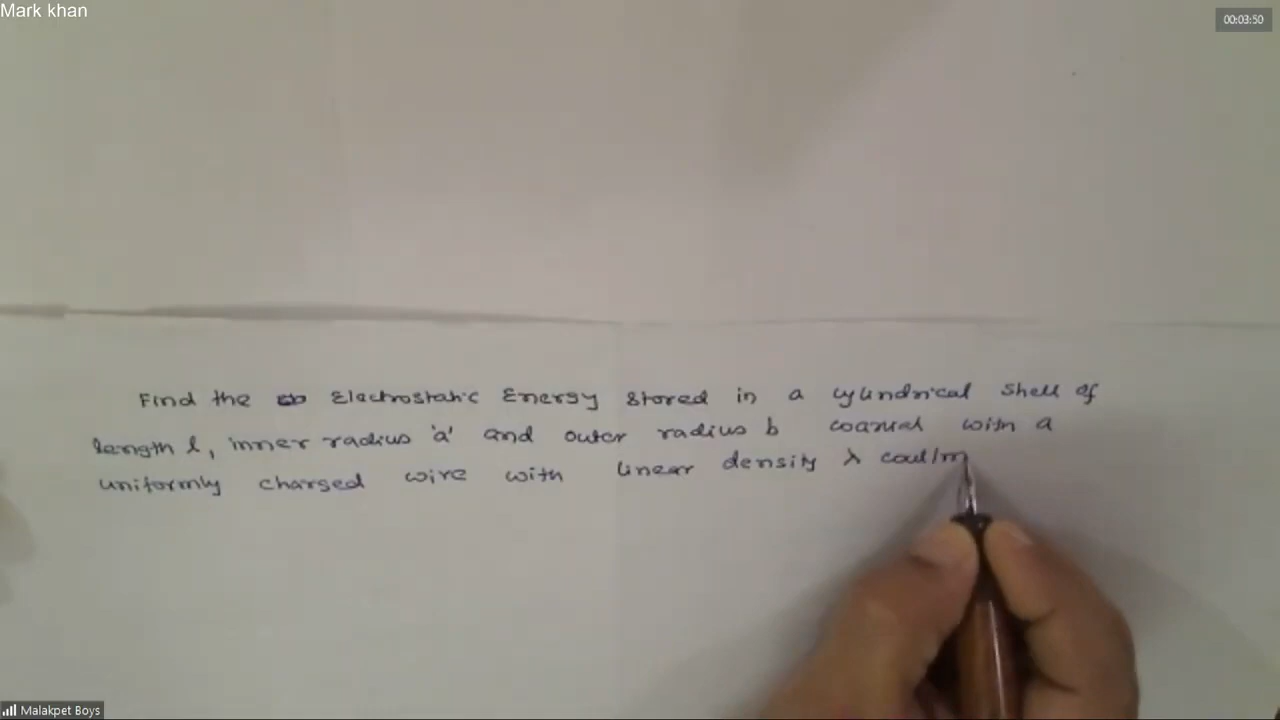 Mark khan
00:03:50
Find the Electrostatic Energy stored in a cylindrical shell of
length l, inner radius 'a' and outer radius b coaxial with a
uniformly charged wire with linear density λ coul/m
Malakpet Boys